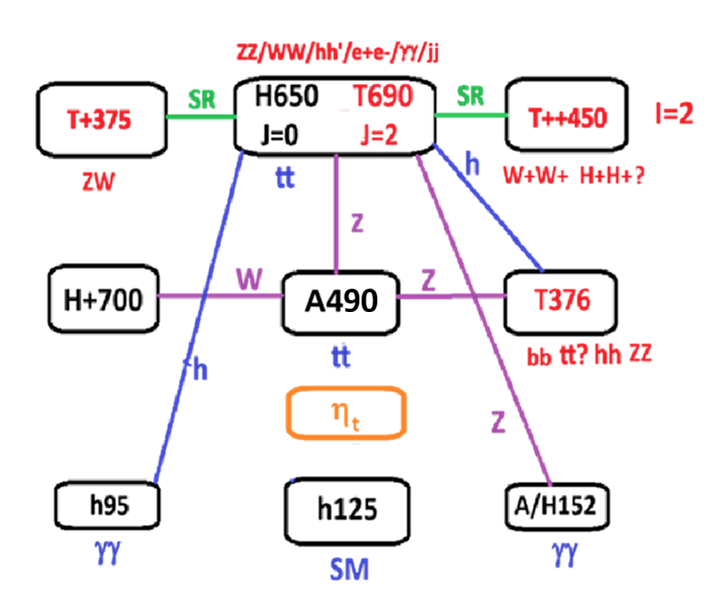 ZZ/WW/hh'/e+e-/γγ/jj
T+375
SR
H650 T690
J=0 J=2
SR
T++450
I=2
ZW
tt
h
W+W+ H+H+?
Z
H+700
W
A490
Z
T376
tt
bb tt? hh ZZ
h
ηt
Z
h95
h125
A/H152
γγ
SM
γγ